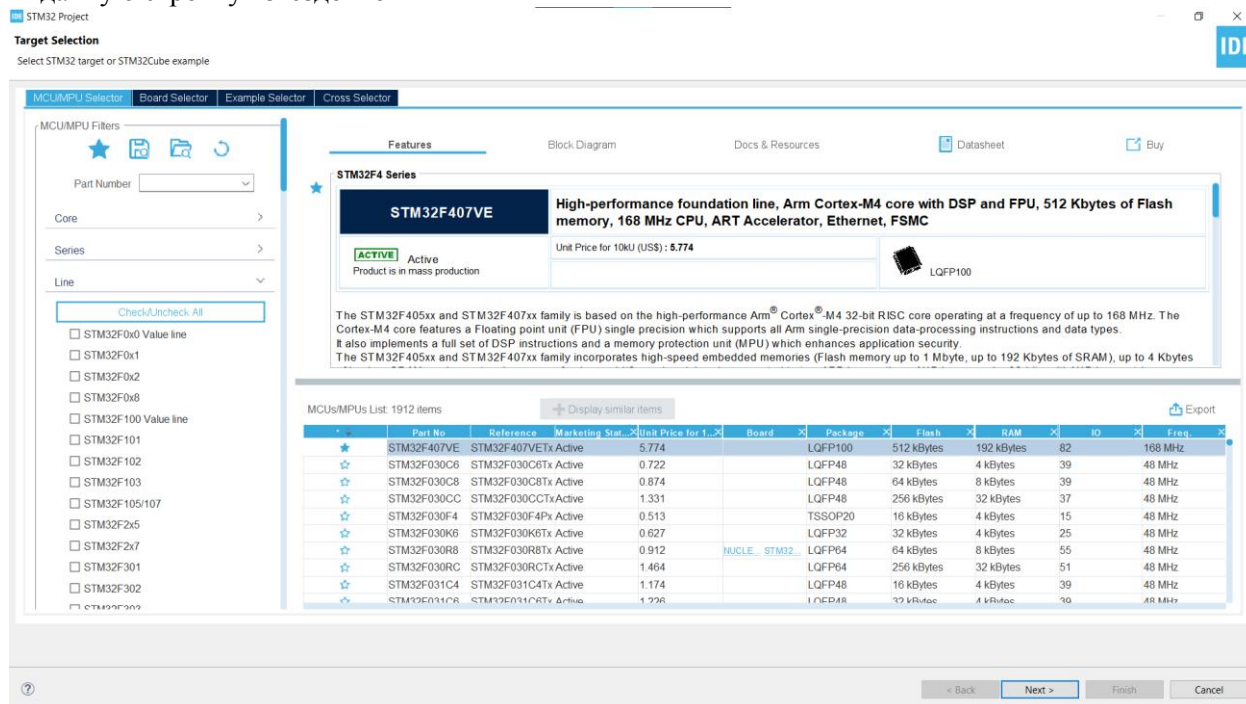 STM32 Project
Target Selection
Select STM32 target or STM32Cube example
IDE
MCU/MPU Selector Board Selector Example Selector Cross Selector
MCU/MPU Filters
Part Number
Core
Series
Line
Check/Uncheck All
STM32F0x0 Value line
STM32F0x1
STM32F0x2
STM32F0x8
STM32F100 Value line
STM32F101
STM32F102
STM32F103
STM32F105/107
STM32F2x5
STM32F2x7
STM32F301
STM32F302
STM32F303
Features Block Diagram Docs & Resources Datasheet Buy
STM32F4 Series
STM32F407VE
High-performance foundation line, Arm Cortex-M4 core with DSP and FPU, 512 Kbytes of Flash
memory, 168 MHz CPU, ART Accelerator, Ethernet, FSMC
ACTIVE Active
Product is in mass production
Unit Price for 10kU (US$) : 5.774
LQFP100
The STM32F405xx and STM32F407xx family is based on the high-performance Arm® Cortex®-M4 32-bit RISC core operating at a frequency of up to 168 MHz. The
Cortex-M4 core features a Floating point unit (FPU) single precision which supports all Arm single-precision data-processing instructions and data types.
It also implements a full set of DSP instructions and a memory protection unit (MPU) which enhances application security.
The STM32F405xx and STM32F407xx family incorporates high-speed embedded memories (Flash memory up to 1 Mbyte, up to 192 Kbytes of SRAM), up to 4 Kbytes
MCUs/MPUs List: 1912 items Display similar items Export
* Part No Reference Marketing Stat... X Unit Price for 1... X Board X Package X Flash X RAM X IO X Freq. X
STM32F407VE STM32F407VETx Active 5.774 LQFP100 512 kBytes 192 kBytes 82 168 MHz
STM32F030C6 STM32F030C6Tx Active 0.722 LQFP48 32 kBytes 4 kBytes 39 48 MHz
STM32F030C8 STM32F030C8Tx Active 0.874 LQFP48 64 kBytes 8 kBytes 39 48 MHz
STM32F030CC STM32F030CCTx Active 1.331 LQFP48 256 kBytes 32 kBytes 37 48 MHz
STM32F030F4 STM32F030F4Px Active 0.513 TSSOP20 16 kBytes 4 kBytes 15 48 MHz
STM32F030K6 STM32F030K6Tx Active 0.627 LQFP32 32 kBytes 4 kBytes 25 48 MHz
STM32F030R8 STM32F030R8Tx Active 0.912 NUCLE... STM32... LQFP64 64 kBytes 8 kBytes 55 48 MHz
STM32F030RC STM32F030RCTx Active 1.464 LQFP64 256 kBytes 32 kBytes 51 48 MHz
STM32F031C4 STM32F031C4Tx Active 1.174 LQFP48 16 kBytes 4 kBytes 39 48 MHz
STM32F031C6 STM32F031C6Tx Active 1.226 LQFP48 32 kBytes 4 kBytes 39 48 MHz
? < Back Next > Finish Cancel